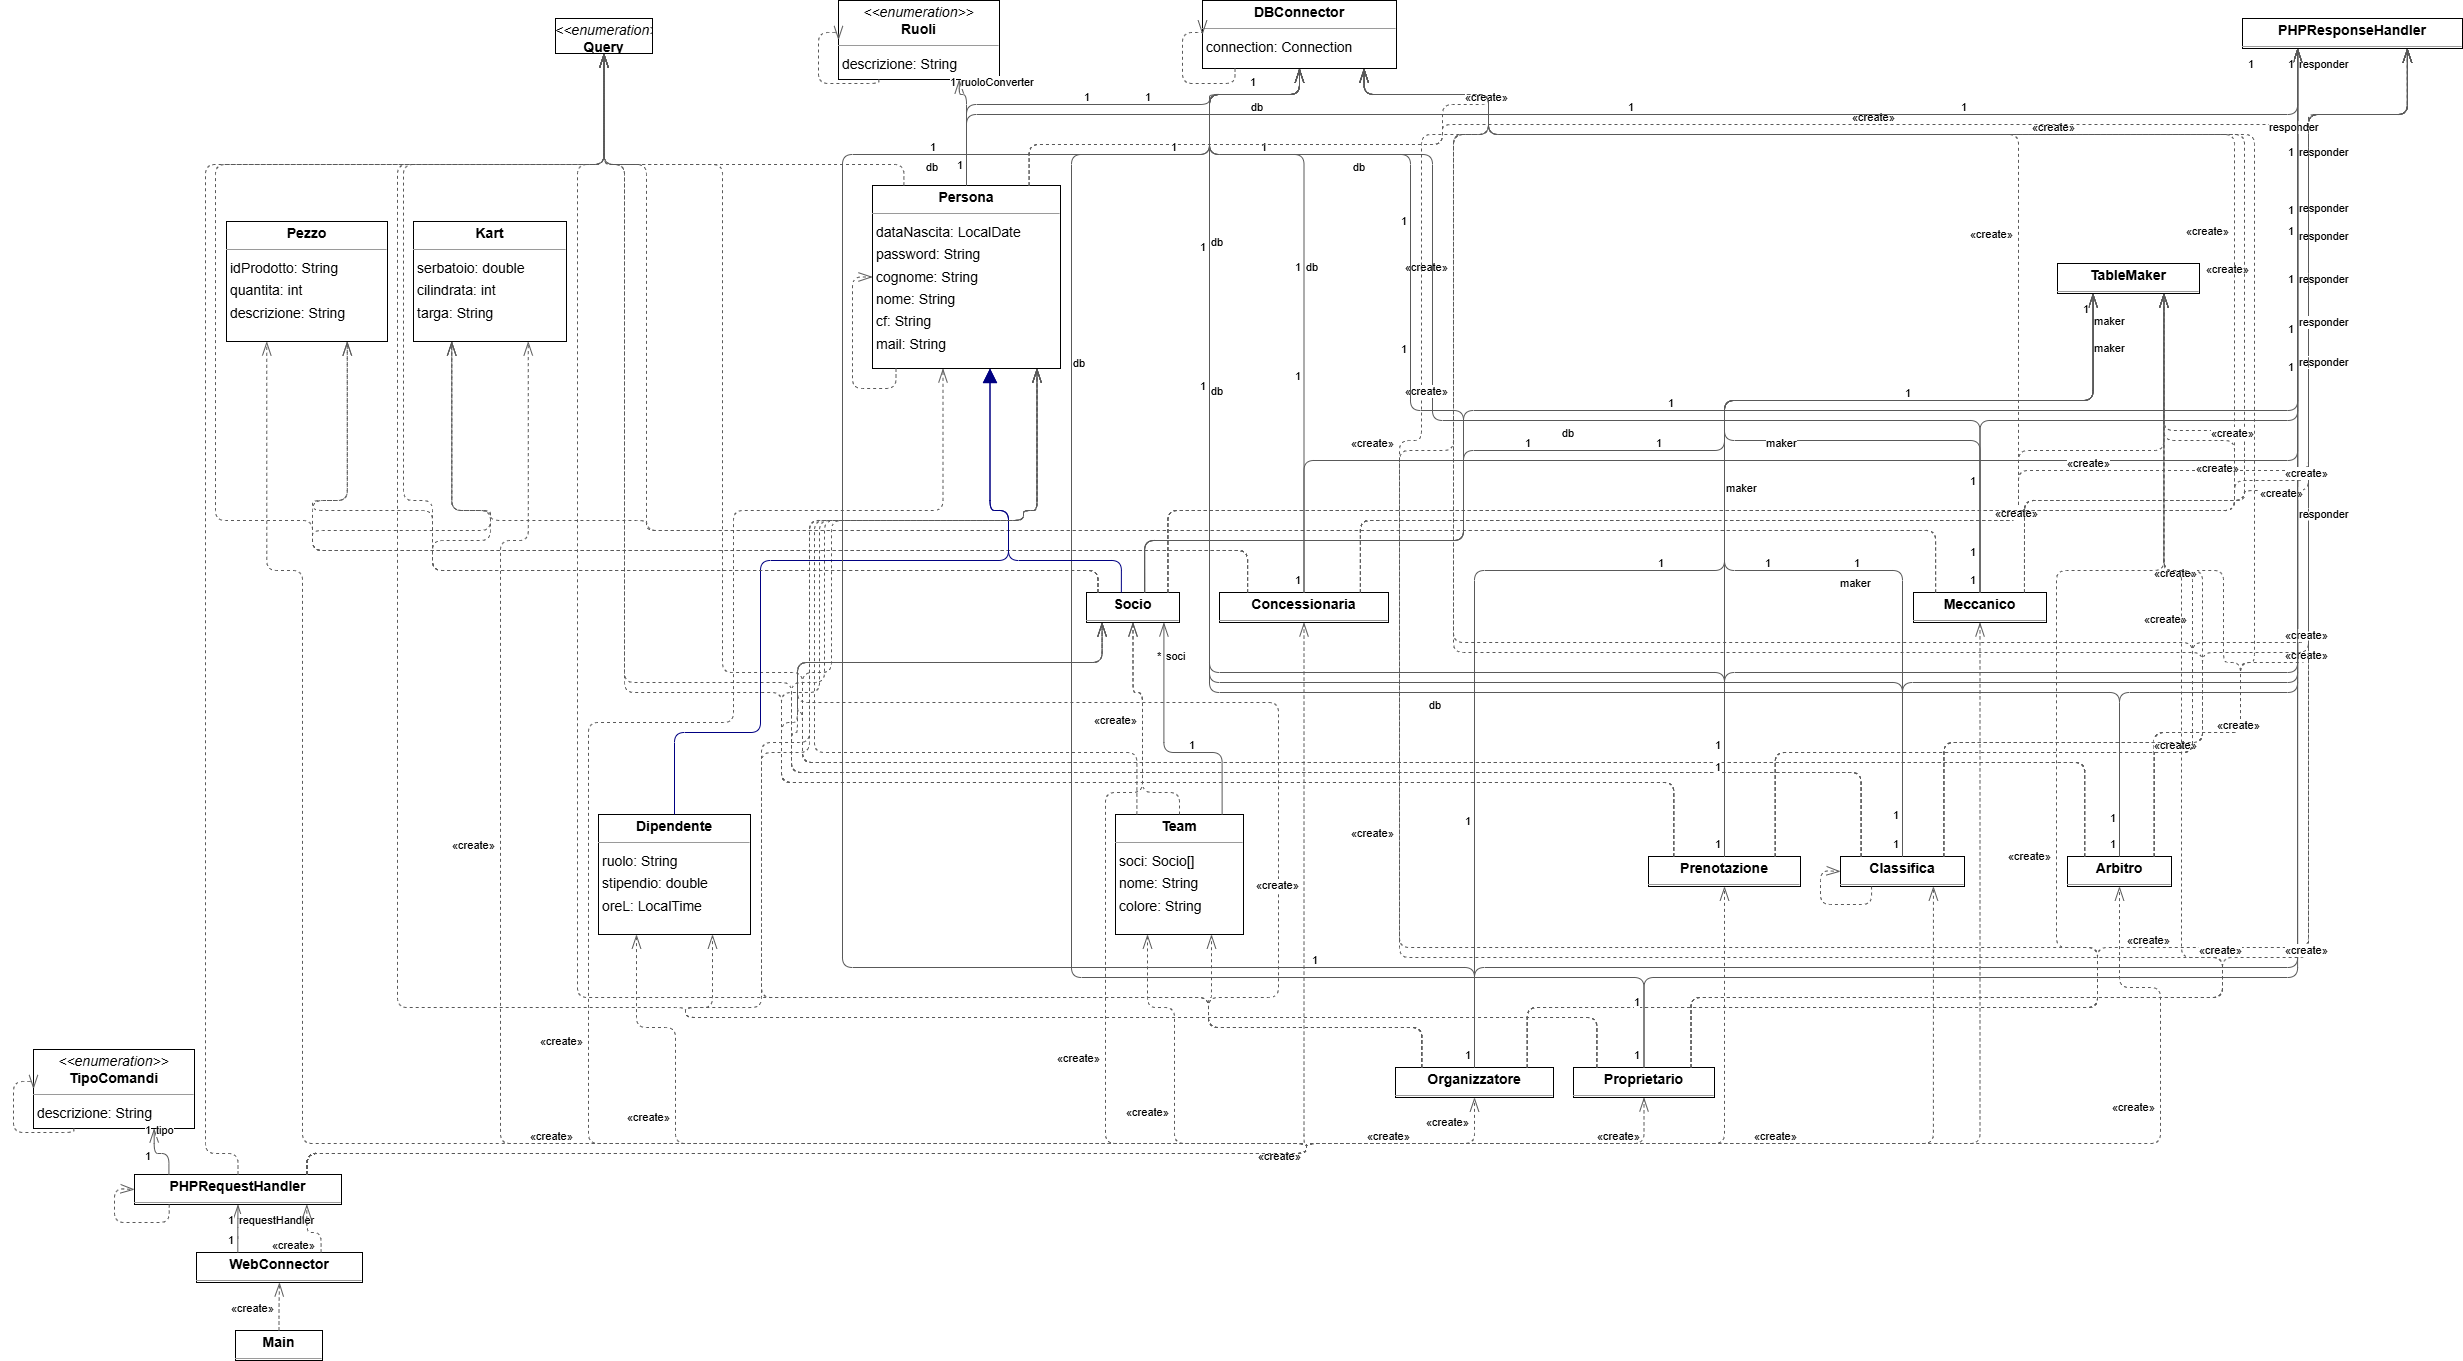 <<enumeration>>
Ruoli
descrizione: String
DBConnector
connection: Connection
<<enumeration
Query
PHPResponseHandler
1 ruoloConverter
1
1
1
responder
1
1
db
«create»
1
1
«create»
«create»
responder
1
db
1
1
1
db
1
responder
Persona
dataNascita: LocalDate
password: String
cognome: String
nome: String
cf: String
mail: String
Pezzo
idProdotto: String
quantita: int
descrizione: String
Kart
serbatoio: double
cilindrata: int
targa: String
1
1
responder
1
db
«create»
«create»
1
responder
1
db
«create»
«create»
TableMaker
1
responder
1
maker
1
responder
db
1
maker
1
1
responder
1
db
1
«create»
1
1
«create»
db
1
1
maker
«create»
«create»
«create»
«create»
1
maker
«create»
«create»
responder
1
1
1
1
«create»
1
1
maker
Socio
Concessionaria
Meccanico
«create»
«create»
* soci
«create»
db
«create»
«create»
1
1
«create»
1
Dipendente
ruolo: String
stipendio: double
oreL: LocalTime
Team
soci: Socio[]
nome: String
colore: String
1
1
1
«create»
«create»
1
1
1
«create»
Prenotazione
Classifica
Arbitro
«create»
«create»
«create»
«create»
1
1
«create»
«create»
1
1
<<enumeration>>
TipoComandi
descrizione: String
Organizzatore
Proprietario
«create»
«create»
«create»
«create»
1 tipo
«create»
«create»
«create»
«create»
1
«create»
PHPRequestHandler
1 requestHandler
1
«create»
WebConnector
«create»
Main